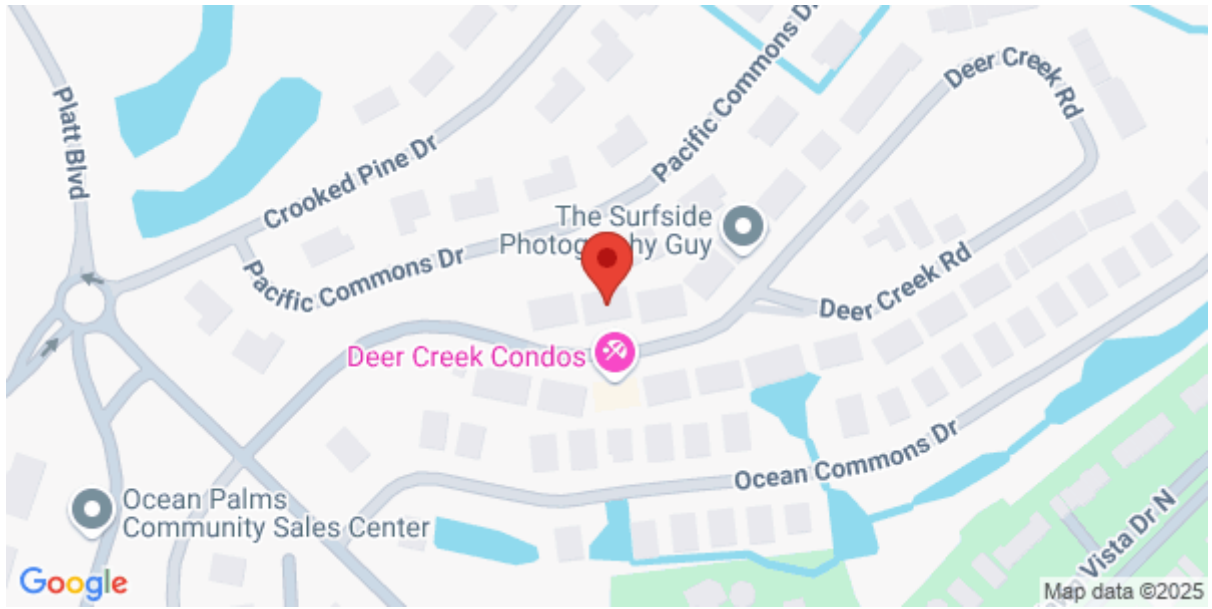 Pacific Commons Dr
Deer Creek Rd
Platt Blvd
Crooked Pine Dr
The Surfside
Photography Guy
Pacific Commons Dr
Deer Creek Rd
Deer Creek Condos
Ocean Commons Dr
Ocean Palms
Community Sales Center
Vista Dr N
Google
Map data ©2025